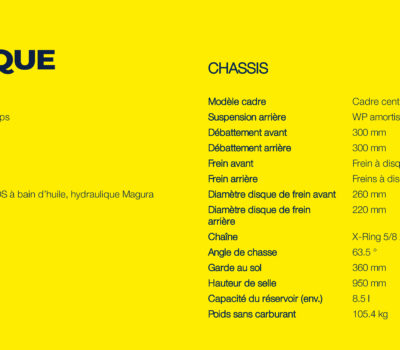 QUE
ps
OS à bain d'huile, hydraulique Magura
CHASSIS
Modèle cadre Cadre cent
Suspension arrière WP amortis
Débattement avant 300 mm
Débattement arrière 300 mm
Frein avant Frein à disq
Frein arrière Freins à dis
Diamètre disque de frein avant 260 mm
Diamètre disque de frein 220 mm
arrière
Chaîne X-Ring 5/8
Angle de chasse 63.5 °
Garde au sol 360 mm
Hauteur de selle 950 mm
Capacité du réservoir (env.) 8.5 l
Poids sans carburant 105.4 kg